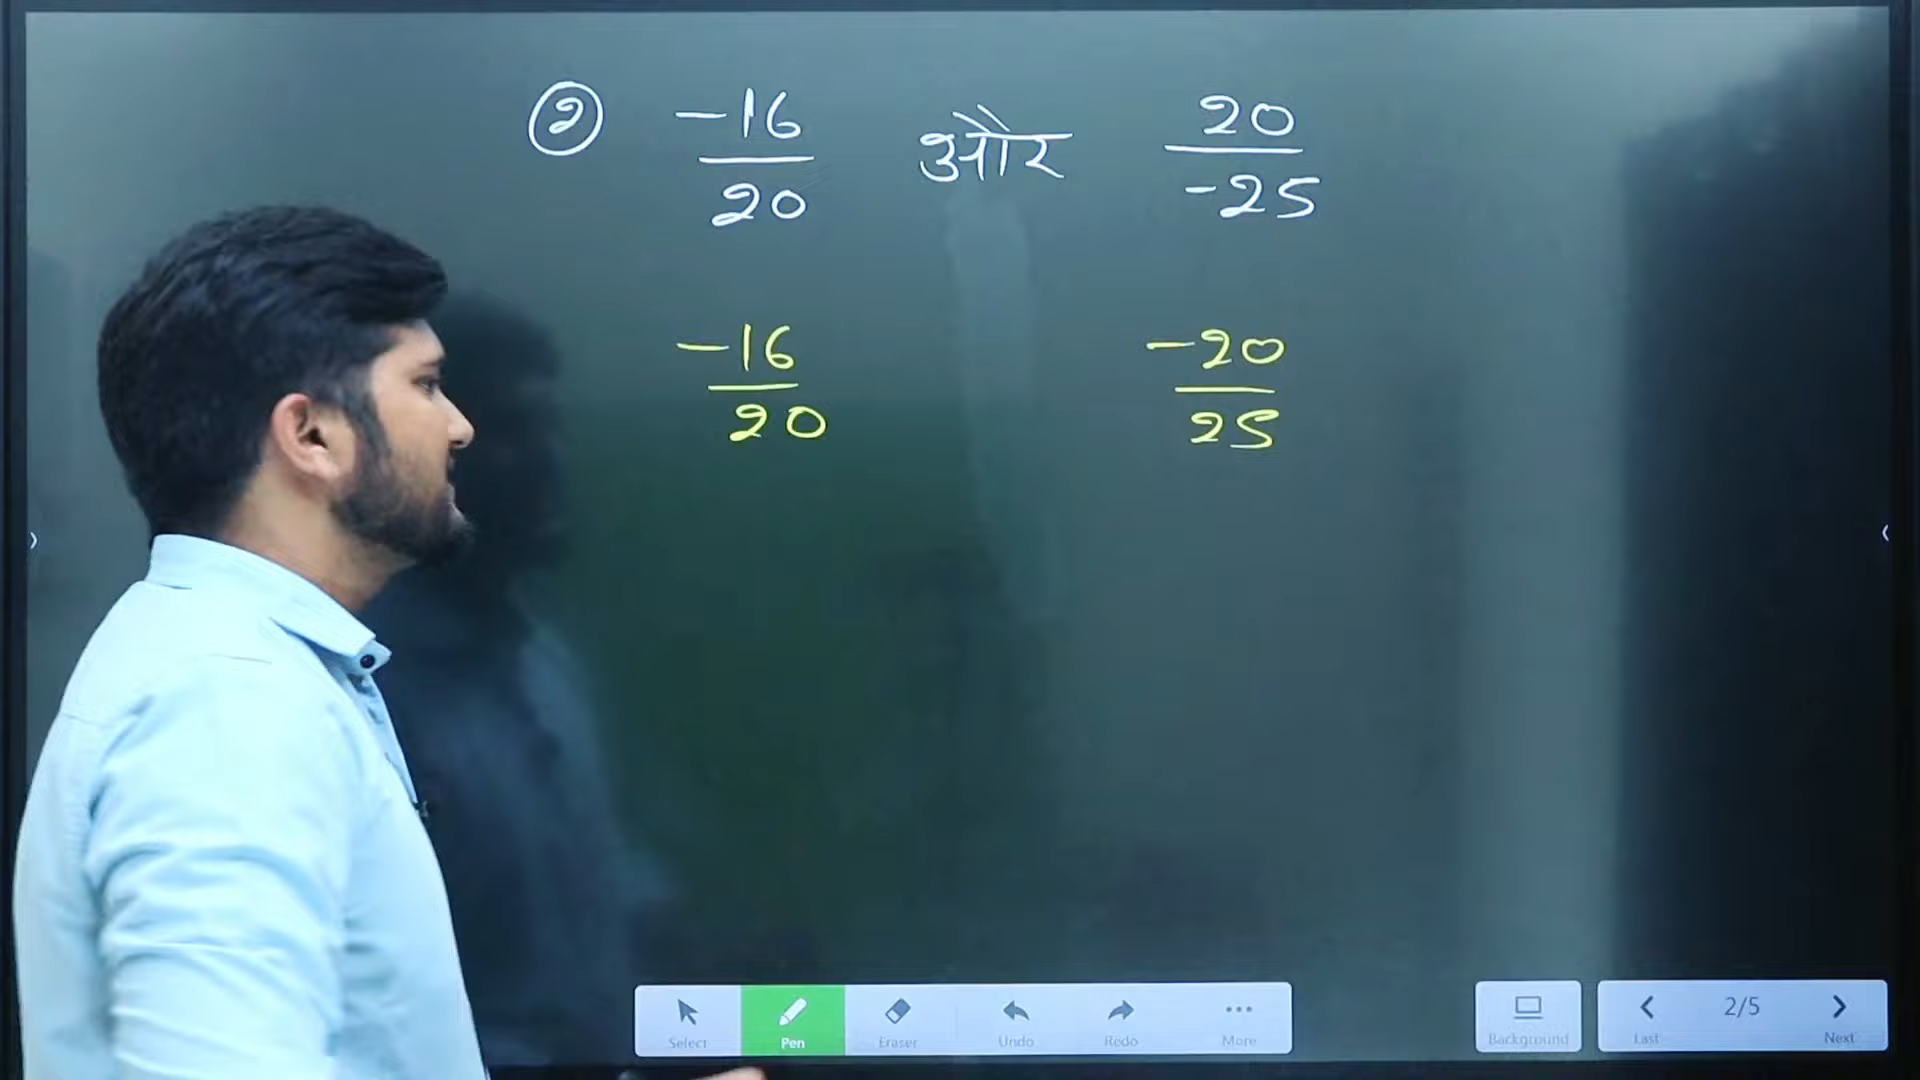 ② -16/20 और 20/-25
-16/20 -20/25
Select Pen Eraser Undo Redo More Background Last 2/5 Next